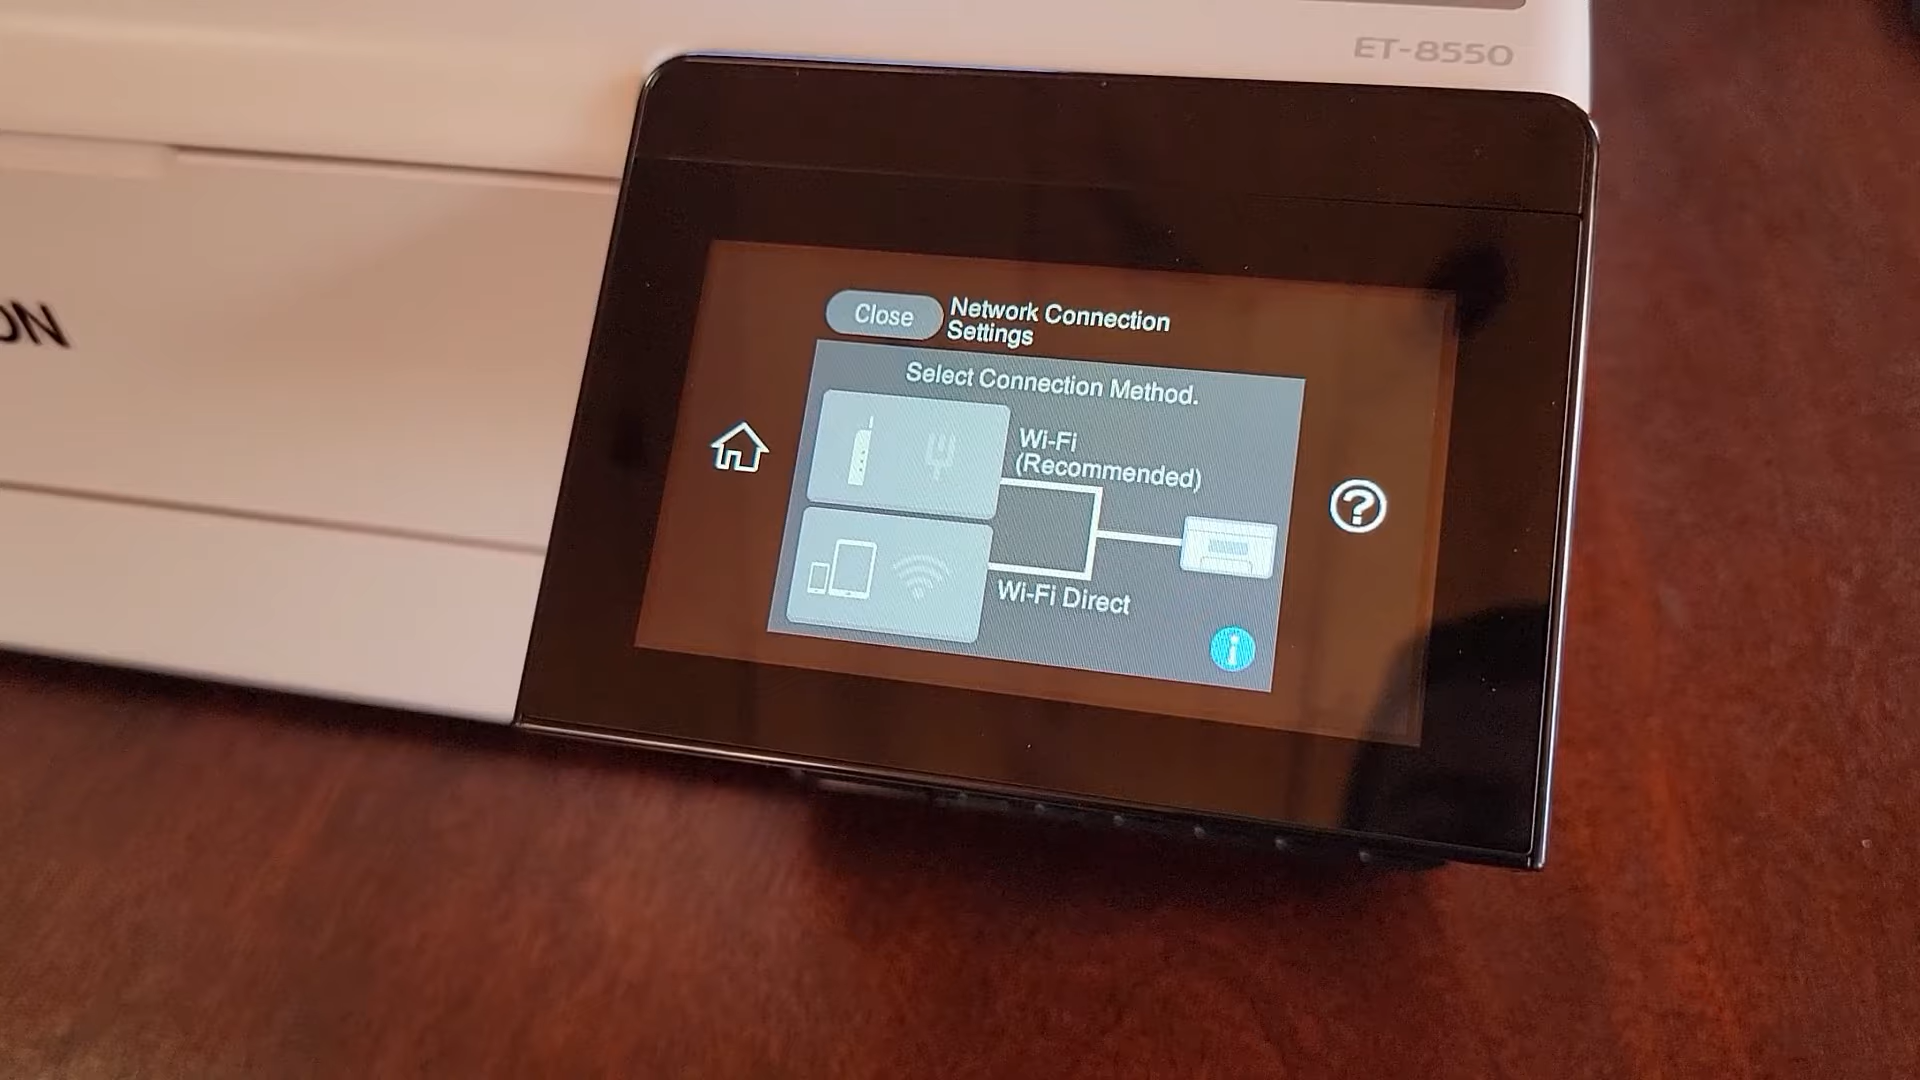 ET-8550
ON
Close
Network Connection
Settings
Select Connection Method.
Wi-Fi
(Recommended)
Wi-Fi Direct